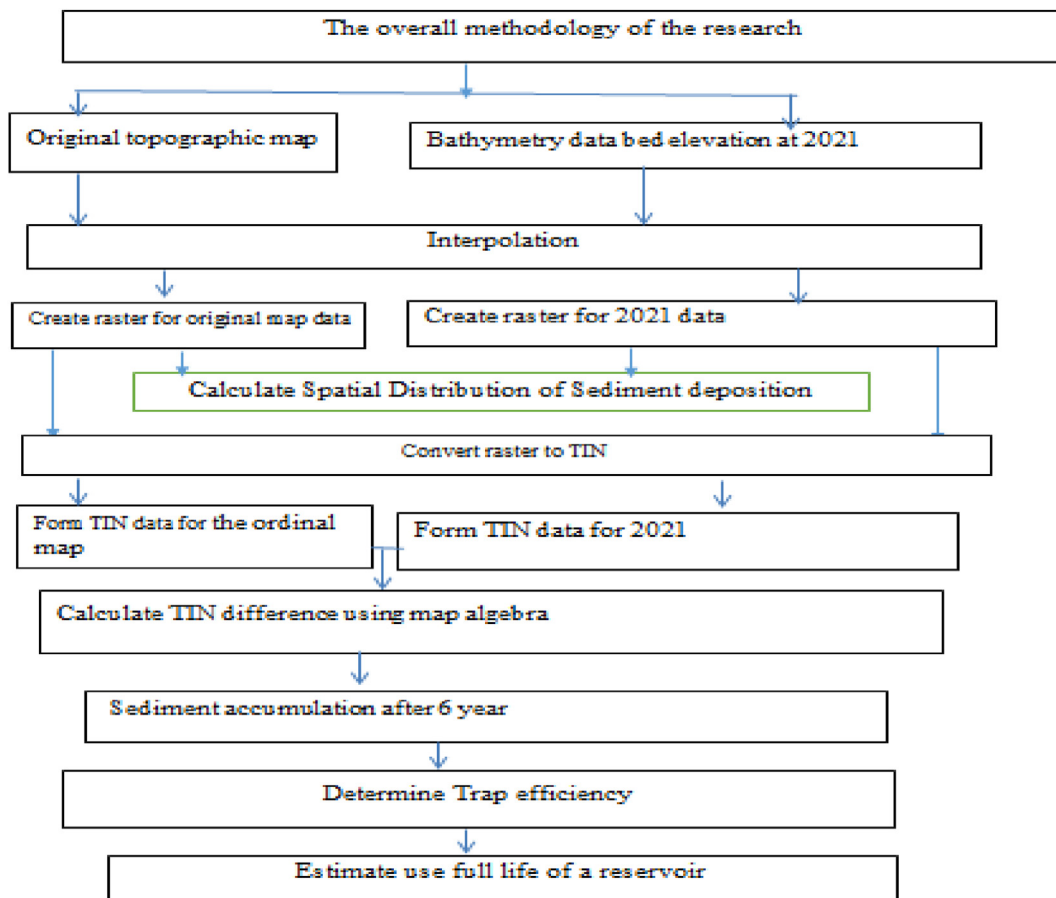 The overall methodology of the research
Original topographic map
Bathymetry data bed elevation at 2021
Interpolation
Create raster for original map data
Create raster for 2021 data
Calculate Spatial Distribution of Sediment deposition
Convert raster to TIN
Form TIN data for the ordinal
map
Form TIN data for 2021
Calculate TIN difference using map algebra
Sediment accumulation after 6 year
Determine Trap efficiency
Estimate use full life of a reservoir